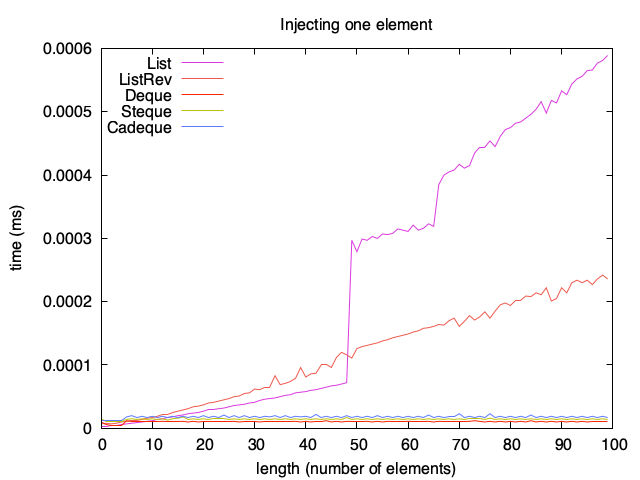 Injecting one element
0.0006
0.0005
0.0004
0.0003
0.0002
0.0001
0
List
ListRev
Deque
Steque
Cadeque
time (ms)
0 10 20 30 40 50 60 70 80 90 100
length (number of elements)